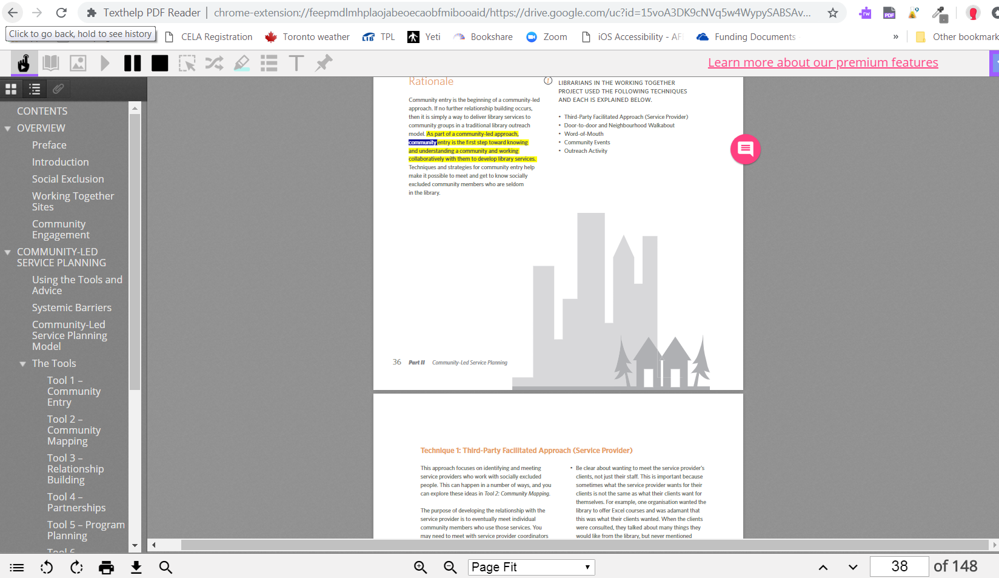 Texthelp PDF Reader
chrome-extension://feepmdlmhplaojabeoecaobfmibooaid/https://drive.google.com/uc?id=15voA3DK9cNVq5w4WypySABSAv...
Click to go back, hold to see history
CELA Registration
Toronto weather
TPL
Yeti
Bookshare
Zoom
iOS Accessibility - AF
Funding Documents
»
Other bookmark
Learn more about our premium features
CONTENTS
OVERVIEW
Preface
Introduction
Social Exclusion
Working Together
Sites
Community
Engagement
COMMUNITY-LED
SERVICE PLANNING
Using the Tools and
Advice
Systemic Barriers
Community-Led
Service Planning
Model
The Tools
Tool 1 –
Community
Entry
Tool 2 –
Community
Mapping
Tool 3 –
Relationship
Building
Tool 4 –
Partnerships
Tool 5 – Program
Planning
Tool 6
Rationale
Community entry is the beginning of a community-led
approach. If no further relationship building occurs,
then it is simply a way to deliver library services to
community groups in a traditional library outreach
model. As part of a community-led approach,
community entry is the first step toward knowing
and understanding a community and working
collaboratively with them to develop library services.
Techniques and strategies for community entry help
make it possible to meet and get to know socially
excluded community members who are seldom
in the library.
LIBRARIANS IN THE WORKING TOGETHER
PROJECT USED THE FOLLOWING TECHNIQUES
AND EACH IS EXPLAINED BELOW.
• Third-Party Facilitated Approach (Service Provider)
• Door-to-door and Neighbourhood Walkabout
• Word-of-Mouth
• Community Events
• Outreach Activity
36 Part II Community-Led Service Planning
Technique 1: Third-Party Facilitated Approach (Service Provider)
This approach focuses on identifying and meeting
service providers who work with socially excluded
people. This can happen in a number of ways, and you
can explore these ideas in Tool 2: Community Mapping.
The purpose of developing the relationship with the
service provider is to eventually meet individual
community members who use those services. You
may need to meet with service provider coordinators
• Be clear about wanting to meet the service provider's
clients, not just their staff. This is important because
sometimes what the service provider wants for their
clients is not the same as what their clients want for
themselves. For example, one organisation wanted the
library to offer Excel courses and was adamant that
this was what their clients wanted. When the clients
were consulted, they talked about many things they
would like from the library, but never mentioned
Page Fit
38 of 148